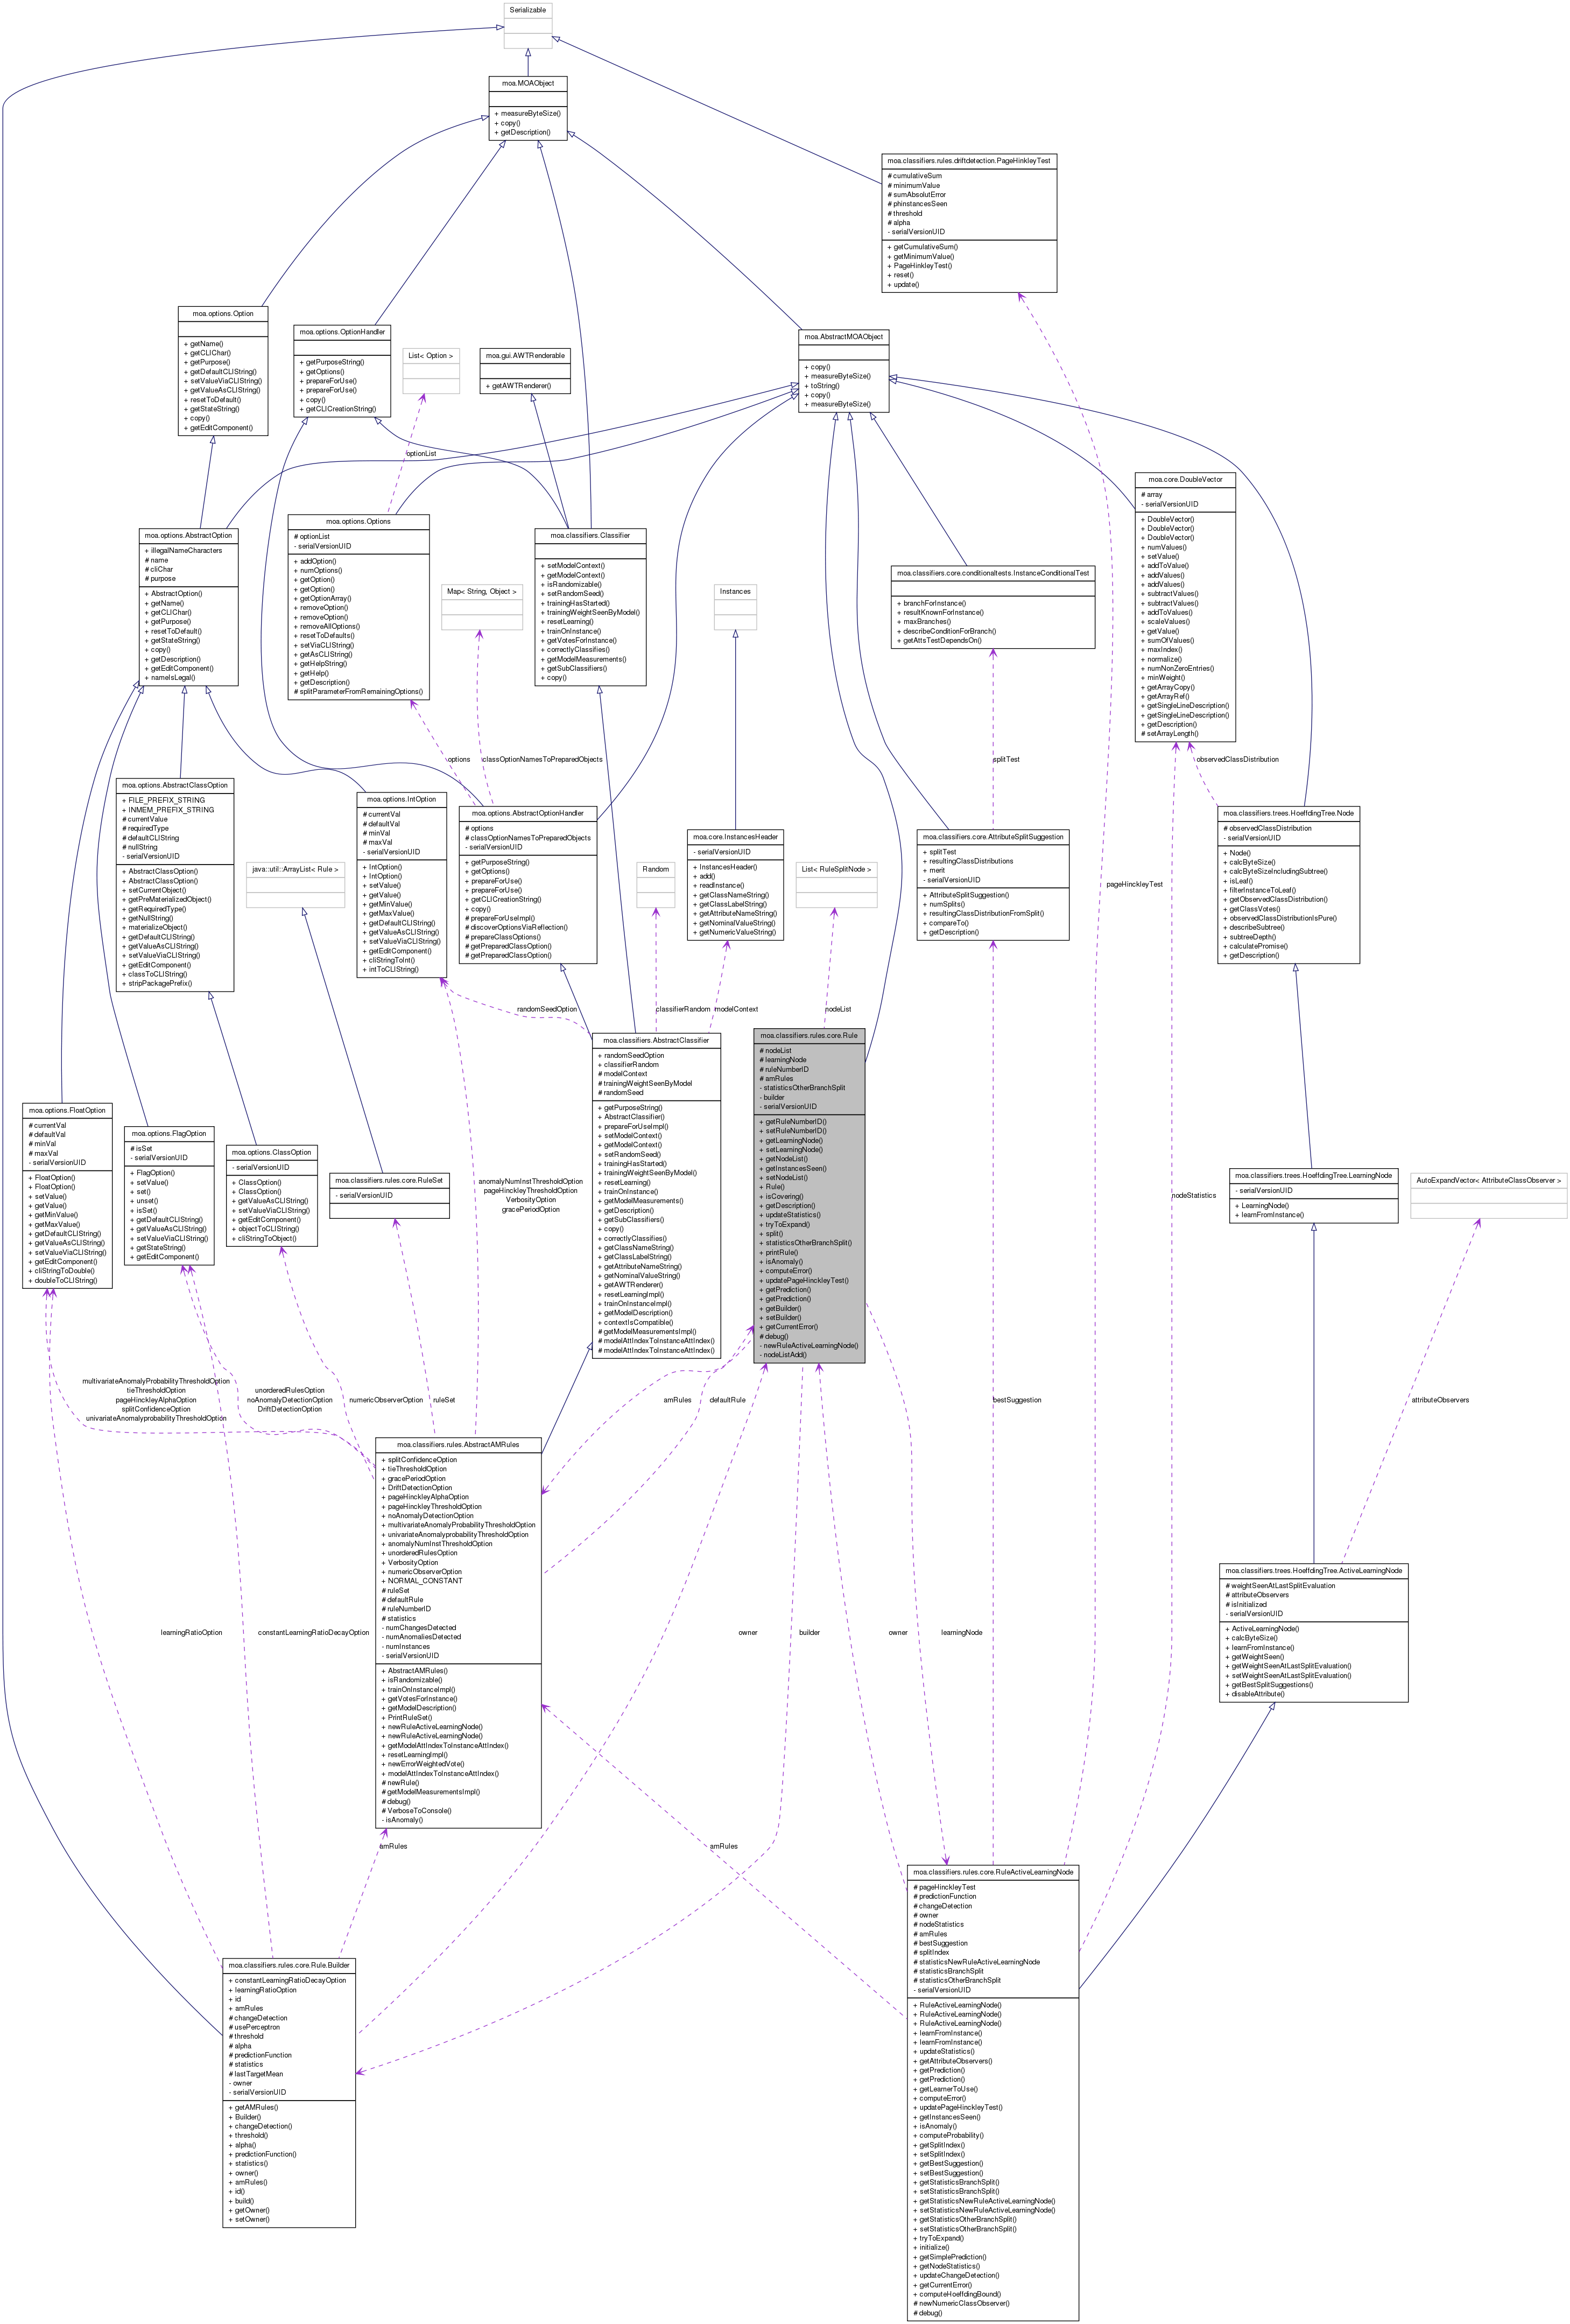 Serializable
moa.MOAObject
+ measureByteSize()
+ copy()
+ getDescription()
moa.classifiers.rules.driftdetection.PageHinkleyTest
# cumulativeSum
# minimumValue
# sumAbsolutError
# phinstancesSeen
# threshold
# alpha
- serialVersionUID
+ getCumulativeSum()
+ getMinimumValue()
+ PageHinkleyTest()
+ reset()
+ update()
moa.options.Option
+ getName()
+ getCLIChar()
+ getPurpose()
+ getDefaultCLIString()
+ setValueViaCLIString()
+ getValueAsCLIString()
+ resetToDefault()
+ getStateString()
+ copy()
+ getEditComponent()
moa.options.OptionHandler
+ getPurposeString()
+ getOptions()
+ prepareForUse()
+ prepareForUse()
+ copy()
+ getCLICreationString()
List< Option >
moa.gui.AWTRenderable
+ getAWTRenderer()
moa.AbstractMOAObject
+ copy()
+ measureByteSize()
+ toString()
+ copy()
+ measureByteSize()
optionList
moa.core.DoubleVector
# array
- serialVersionUID
+ DoubleVector()
+ DoubleVector()
+ DoubleVector()
+ numValues()
+ setValue()
+ addToValue()
+ addValues()
+ addValues()
+ subtractValues()
+ subtractValues()
+ addToValues()
+ scaleValues()
+ getValue()
+ sumOfValues()
+ maxIndex()
+ normalize()
+ numNonZeroEntries()
+ minWeight()
+ getArrayCopy()
+ getArrayRef()
+ getSingleLineDescription()
+ getSingleLineDescription()
+ getDescription()
# setArrayLength()
moa.options.AbstractOption
+ illegalNameCharacters
# name
# cliChar
# purpose
+ AbstractOption()
+ getName()
+ getCLIChar()
+ getPurpose()
+ resetToDefault()
+ getStateString()
+ copy()
+ getDescription()
+ getEditComponent()
+ nameIsLegal()
moa.options.Options
# optionList
- serialVersionUID
+ addOption()
+ numOptions()
+ getOption()
+ getOption()
+ getOptionArray()
+ removeOption()
+ removeOption()
+ removeAllOptions()
+ resetToDefaults()
+ setViaCLIString()
+ getAsCLIString()
+ getHelpString()
+ getHelp()
+ getDescription()
# splitParameterFromRemainingOptions()
Map< String, Object >
moa.classifiers.Classifier
+ setModelContext()
+ getModelContext()
+ isRandomizable()
+ setRandomSeed()
+ trainingHasStarted()
+ trainingWeightSeenByModel()
+ resetLearning()
+ trainOnInstance()
+ getVotesForInstance()
+ correctlyClassifies()
+ getModelMeasurements()
+ getSubClassifiers()
+ copy()
Instances
moa.classifiers.core.conditionaltests.InstanceConditionalTest
+ branchForInstance()
+ resultKnownForInstance()
+ maxBranches()
+ describeConditionForBranch()
+ getAttsTestDependsOn()
options
classOptionNamesToPreparedObjects
splitTest
observedClassDistribution
moa.options.AbstractClassOption
+ FILE_PREFIX_STRING
+ INMEM_PREFIX_STRING
# currentValue
# requiredType
# defaultCLIString
# nullString
- serialVersionUID
+ AbstractClassOption()
+ AbstractClassOption()
+ setCurrentObject()
+ getPreMaterializedObject()
+ getRequiredType()
+ getNullString()
+ materializeObject()
+ getDefaultCLIString()
+ getValueAsCLIString()
+ setValueViaCLIString()
+ getEditComponent()
+ classToCLIString()
+ stripPackagePrefix()
java::util::ArrayList< Rule >
moa.options.IntOption
# currentVal
# defaultVal
# minVal
# maxVal
- serialVersionUID
+ IntOption()
+ IntOption()
+ setValue()
+ getValue()
+ getMinValue()
+ getMaxValue()
+ getDefaultCLIString()
+ getValueAsCLIString()
+ setValueViaCLIString()
+ getEditComponent()
+ cliStringToInt()
+ intToCLIString()
moa.options.AbstractOptionHandler
# options
# classOptionNamesToPreparedObjects
- serialVersionUID
+ getPurposeString()
+ getOptions()
+ prepareForUse()
+ prepareForUse()
+ getCLICreationString()
+ copy()
# prepareForUseImpl()
# discoverOptionsViaReflection()
# prepareClassOptions()
# getPreparedClassOption()
# getPreparedClassOption()
Random
moa.core.InstancesHeader
- serialVersionUID
+ InstancesHeader()
+ add()
+ readInstance()
+ getClassNameString()
+ getClassLabelString()
+ getAttributeNameString()
+ getNominalValueString()
+ getNumericValueString()
List< RuleSplitNode >
moa.classifiers.core.AttributeSplitSuggestion
+ splitTest
+ resultingClassDistributions
+ merit
- serialVersionUID
+ AttributeSplitSuggestion()
+ numSplits()
+ resultingClassDistributionFromSplit()
+ compareTo()
+ getDescription()
moa.classifiers.trees.HoeffdingTree.Node
# observedClassDistribution
- serialVersionUID
+ Node()
+ calcByteSize()
+ calcByteSizeIncludingSubtree()
+ isLeaf()
+ filterInstanceToLeaf()
+ getObservedClassDistribution()
+ getClassVotes()
+ observedClassDistributionIsPure()
+ describeSubtree()
+ subtreeDepth()
+ calculatePromise()
+ getDescription()
pageHinckleyTest
randomSeedOption
classifierRandom
modelContext
nodeList
moa.classifiers.AbstractClassifier
+ randomSeedOption
+ classifierRandom
# modelContext
# trainingWeightSeenByModel
# randomSeed
+ getPurposeString()
+ AbstractClassifier()
+ prepareForUseImpl()
+ setModelContext()
+ getModelContext()
+ setRandomSeed()
+ trainingHasStarted()
+ trainingWeightSeenByModel()
+ resetLearning()
+ trainOnInstance()
+ getModelMeasurements()
+ getDescription()
+ getSubClassifiers()
+ copy()
+ correctlyClassifies()
+ getClassNameString()
+ getClassLabelString()
+ getAttributeNameString()
+ getNominalValueString()
+ getAWTRenderer()
+ resetLearningImpl()
+ trainOnInstanceImpl()
+ getModelDescription()
+ contextIsCompatible()
# getModelMeasurementsImpl()
# modelAttIndexToInstanceAttIndex()
# modelAttIndexToInstanceAttIndex()
moa.classifiers.rules.core.Rule
# nodeList
# learningNode
# ruleNumberID
# amRules
- statisticsOtherBranchSplit
- builder
- serialVersionUID
+ getRuleNumberID()
+ setRuleNumberID()
+ getLearningNode()
+ setLearningNode()
+ getNodeList()
+ getInstancesSeen()
+ setNodeList()
+ Rule()
+ isCovering()
+ getDescription()
+ updateStatistics()
+ tryToExpand()
+ split()
+ statisticsOtherBranchSplit()
+ printRule()
+ isAnomaly()
+ computeError()
+ updatePageHinckleyTest()
+ getPrediction()
+ getPrediction()
+ getBuilder()
+ setBuilder()
+ getCurrentError()
# debug()
- newRuleActiveLearningNode()
- nodeListAdd()
moa.options.FloatOption
# currentVal
# defaultVal
# minVal
# maxVal
- serialVersionUID
+ FloatOption()
+ FloatOption()
+ setValue()
+ getValue()
+ getMinValue()
+ getMaxValue()
+ getDefaultCLIString()
+ getValueAsCLIString()
+ setValueViaCLIString()
+ getEditComponent()
+ cliStringToDouble()
+ doubleToCLIString()
moa.options.FlagOption
# isSet
- serialVersionUID
+ FlagOption()
+ setValue()
+ set()
+ unset()
+ isSet()
+ getDefaultCLIString()
+ getValueAsCLIString()
+ setValueViaCLIString()
+ getStateString()
+ getEditComponent()
moa.options.ClassOption
- serialVersionUID
+ ClassOption()
+ ClassOption()
+ getValueAsCLIString()
+ setValueViaCLIString()
+ getEditComponent()
+ objectToCLIString()
+ cliStringToObject()
moa.classifiers.rules.core.RuleSet
- serialVersionUID
anomalyNumInstThresholdOption
pageHinckleyThresholdOption
VerbosityOption
gracePeriodOption
nodeStatistics
moa.classifiers.trees.HoeffdingTree.LearningNode
- serialVersionUID
+ LearningNode()
+ learnFromInstance()
AutoExpandVector< AttributeClassObserver >
multivariateAnomalyProbabilityThresholdOption
tieThresholdOption
pageHinckleyAlphaOption
splitConfidenceOption
univariateAnomalyprobabilityThresholdOption
unorderedRulesOption
noAnomalyDetectionOption
DriftDetectionOption
numericObserverOption
ruleSet
amRules
defaultRule
bestSuggestion
attributeObservers
moa.classifiers.rules.AbstractAMRules
+ splitConfidenceOption
+ tieThresholdOption
+ gracePeriodOption
+ DriftDetectionOption
+ pageHinckleyAlphaOption
+ pageHinckleyThresholdOption
+ noAnomalyDetectionOption
+ multivariateAnomalyProbabilityThresholdOption
+ univariateAnomalyprobabilityThresholdOption
+ anomalyNumInstThresholdOption
+ unorderedRulesOption
+ VerbosityOption
+ numericObserverOption
+ NORMAL_CONSTANT
# ruleSet
# defaultRule
# ruleNumberID
# statistics
- numChangesDetected
- numAnomaliesDetected
- numInstances
- serialVersionUID
+ AbstractAMRules()
+ isRandomizable()
+ trainOnInstanceImpl()
+ getVotesForInstance()
+ getModelDescription()
+ PrintRuleSet()
+ newRuleActiveLearningNode()
+ newRuleActiveLearningNode()
+ getModelAttIndexToInstanceAttIndex()
+ resetLearningImpl()
+ newErrorWeightedVote()
+ modelAttIndexToInstanceAttIndex()
# newRule()
# getModelMeasurementsImpl()
# debug()
# VerboseToConsole()
- isAnomaly()
moa.classifiers.trees.HoeffdingTree.ActiveLearningNode
# weightSeenAtLastSplitEvaluation
# attributeObservers
# isInitialized
- serialVersionUID
+ ActiveLearningNode()
+ calcByteSize()
+ learnFromInstance()
+ getWeightSeen()
+ getWeightSeenAtLastSplitEvaluation()
+ setWeightSeenAtLastSplitEvaluation()
+ getBestSplitSuggestions()
+ disableAttribute()
learningRatioOption
constantLearningRatioDecayOption
owner
builder
owner
learningNode
amRules
amRules
moa.classifiers.rules.core.Rule.Builder
+ constantLearningRatioDecayOption
+ learningRatioOption
+ id
+ amRules
# changeDetection
# usePerceptron
# threshold
# alpha
# predictionFunction
# statistics
# lastTargetMean
- owner
- serialVersionUID
+ getAMRules()
+ Builder()
+ changeDetection()
+ threshold()
+ alpha()
+ predictionFunction()
+ statistics()
+ owner()
+ amRules()
+ id()
+ build()
+ getOwner()
+ setOwner()
moa.classifiers.rules.core.RuleActiveLearningNode
# pageHinckleyTest
# predictionFunction
# changeDetection
# owner
# nodeStatistics
# amRules
# bestSuggestion
# splitIndex
# statisticsNewRuleActiveLearningNode
# statisticsBranchSplit
# statisticsOtherBranchSplit
- serialVersionUID
+ RuleActiveLearningNode()
+ RuleActiveLearningNode()
+ RuleActiveLearningNode()
+ learnFromInstance()
+ learnFromInstance()
+ updateStatistics()
+ getAttributeObservers()
+ getPrediction()
+ getPrediction()
+ getLearnerToUse()
+ computeError()
+ updatePageHinckleyTest()
+ getInstancesSeen()
+ isAnomaly()
+ computeProbability()
+ getSplitIndex()
+ setSplitIndex()
+ getBestSuggestion()
+ setBestSuggestion()
+ getStatisticsBranchSplit()
+ setStatisticsBranchSplit()
+ getStatisticsNewRuleActiveLearningNode()
+ setStatisticsNewRuleActiveLearningNode()
+ getStatisticsOtherBranchSplit()
+ setStatisticsOtherBranchSplit()
+ tryToExpand()
+ initialize()
+ getSimplePrediction()
+ getNodeStatistics()
+ updateChangeDetection()
+ getCurrentError()
+ computeHoeffdingBound()
# newNumericClassObserver()
# debug()